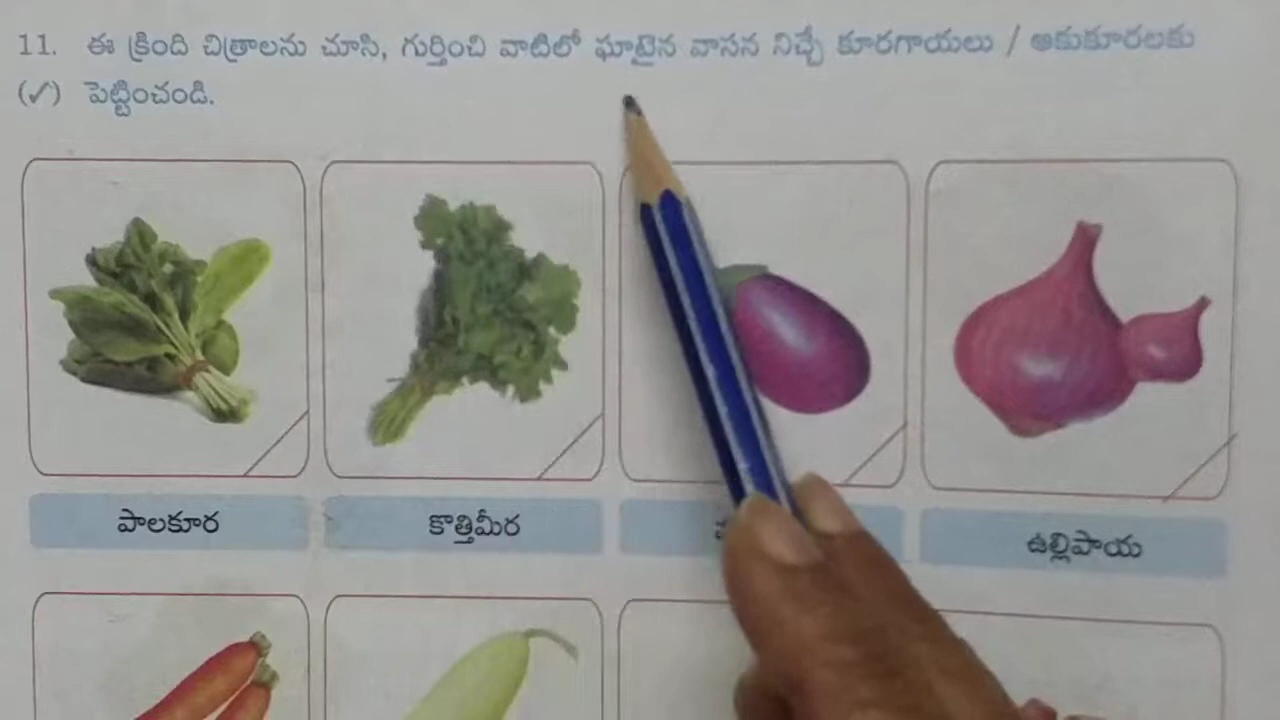 11. ఈ క్రింది చిత్రాలను చూసి, గుర్తించి వాటిలో ఘాటైన వాసన నిచ్చే కూరగాయలు / ఆకుకూరలకు
(✓) పెట్టించండి.
పాలకూర కొత్తిమీర ఉల్లిపాయ